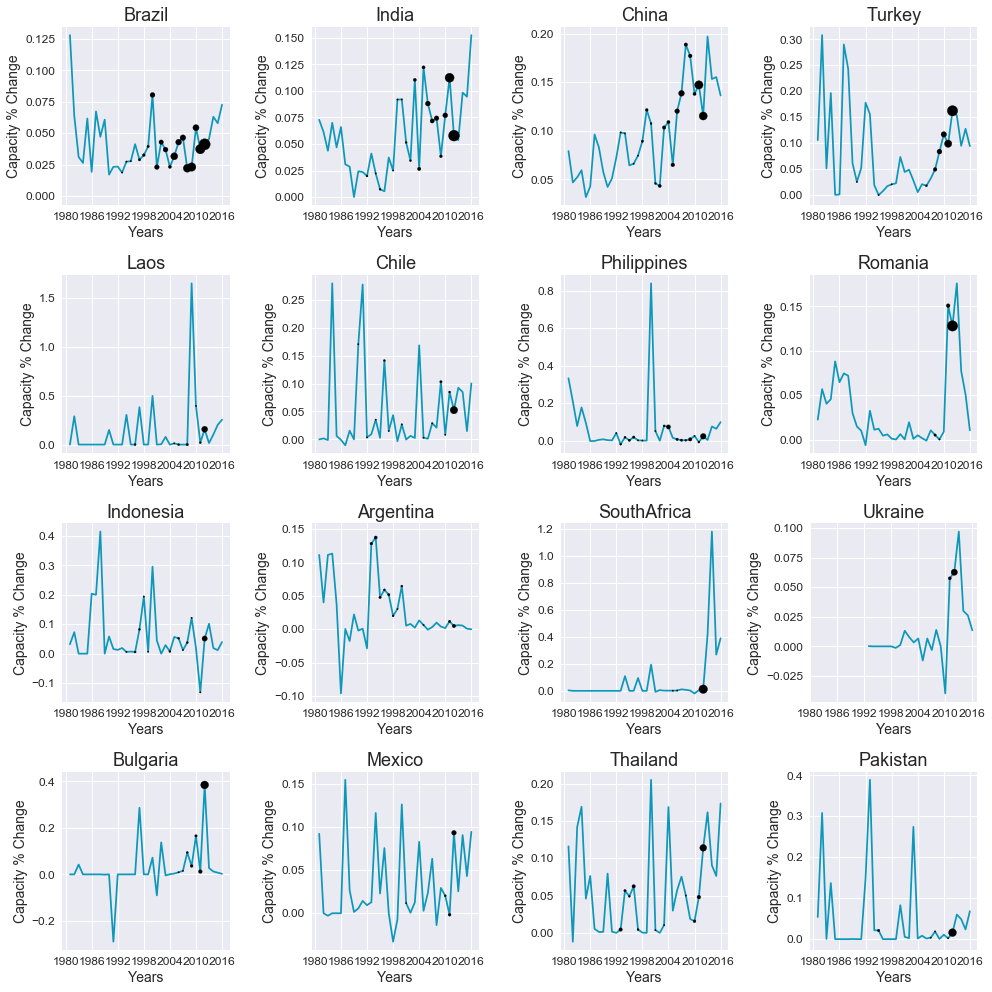 Brazil India China Turkey
Capacity % Change Capacity % Change Capacity % Change Capacity % Change
0.125 0.100 0.075 0.050 0.025 0.000
0.150 0.125 0.100 0.075 0.050 0.025 0.000
0.20 0.15 0.10 0.05
0.30 0.25 0.20 0.15 0.10 0.05 0.00
1980 1986 1992 1998 2004 2010 2016 1980 1986 1992 1998 2004 2010 2016 1980 1986 1992 1998 2004 2010 2016 1980 1986 1992 1998 2004 2010 2016
Years Years Years Years
Laos Chile Philippines Romania
Capacity % Change Capacity % Change Capacity % Change Capacity % Change
1.5 1.0 0.5 0.0
0.25 0.20 0.15 0.10 0.05 0.00
0.8 0.6 0.4 0.2 0.0
0.15 0.10 0.05 0.00
1980 1986 1992 1998 2004 2010 2016 1980 1986 1992 1998 2004 2010 2016 1980 1986 1992 1998 2004 2010 2016 1980 1986 1992 1998 2004 2010 2016
Years Years Years Years
Indonesia Argentina SouthAfrica Ukraine
Capacity % Change Capacity % Change Capacity % Change Capacity % Change
0.4 0.3 0.2 0.1 0.0 −0.1
0.15 0.10 0.05 0.00 −0.05 −0.10
1.2 1.0 0.8 0.6 0.4 0.2 0.0
0.100 0.075 0.050 0.025 0.000 −0.025
1980 1986 1992 1998 2004 2010 2016 1980 1986 1992 1998 2004 2010 2016 1980 1986 1992 1998 2004 2010 2016 1980 1986 1992 1998 2004 2010 2016
Years Years Years Years
Bulgaria Mexico Thailand Pakistan
Capacity % Change Capacity % Change Capacity % Change Capacity % Change
0.4 0.2 0.0 −0.2
0.15 0.10 0.05 0.00
0.20 0.15 0.10 0.05 0.00
0.4 0.3 0.2 0.1 0.0
1980 1986 1992 1998 2004 2010 2016 1980 1986 1992 1998 2004 2010 2016 1980 1986 1992 1998 2004 2010 2016 1980 1986 1992 1998 2004 2010 2016
Years Years Years Years